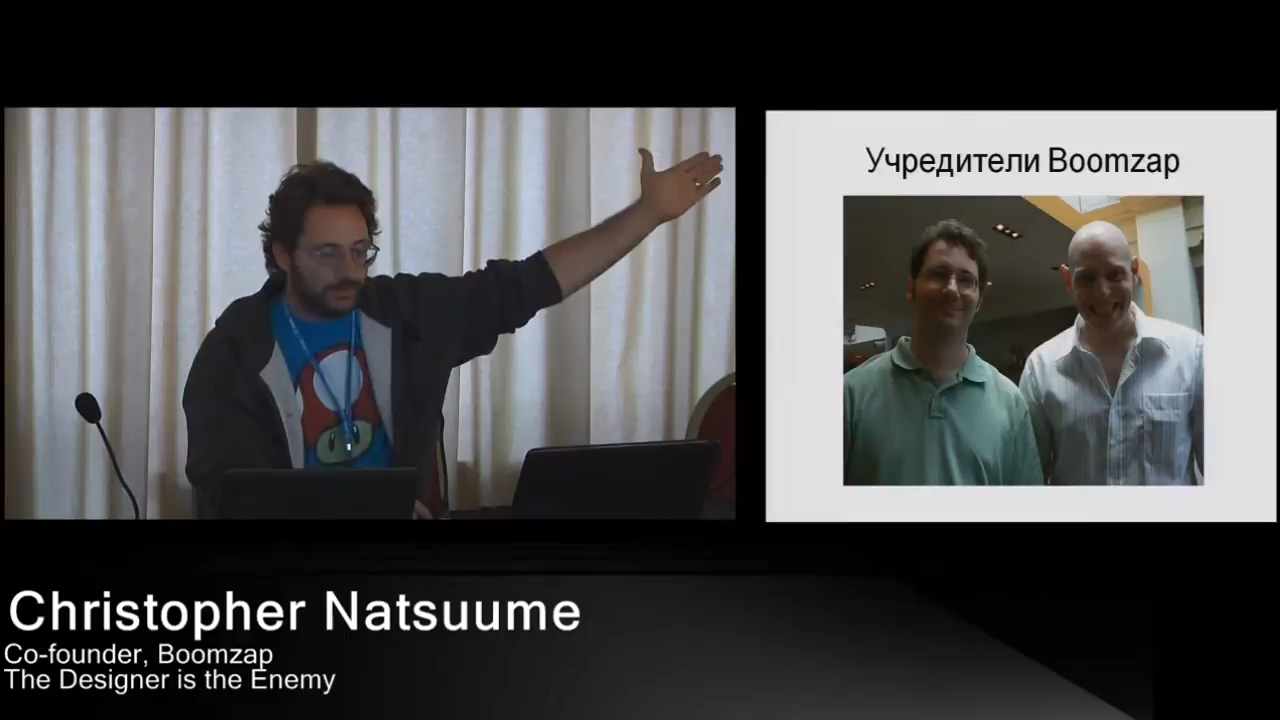 Учредители Boomzap
Christopher Natsuume
Co-founder, Boomzap
The Designer is the Enemy